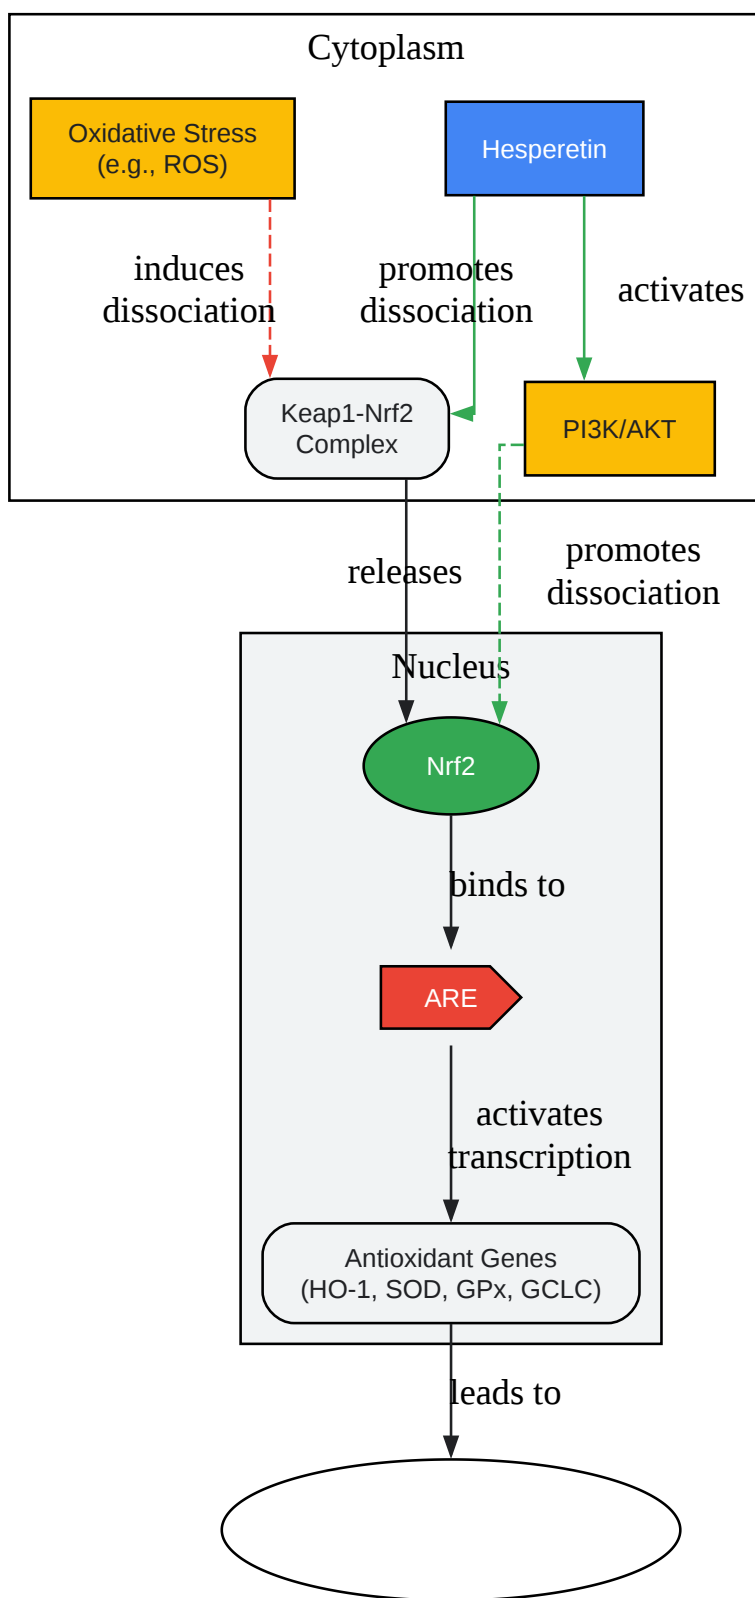 Cytoplasm
Oxidative Stress
(e.g., ROS)
Hesperetin
induces
dissociation
promotes
dissociation
activates
Keap1-Nrf2
Complex
PI3K/AKT
releases
promotes
dissociation
Nucleus
Nrf2
binds to
ARE
activates
transcription
Antioxidant Genes
(HO-1, SOD, GPx, GCLC)
leads to